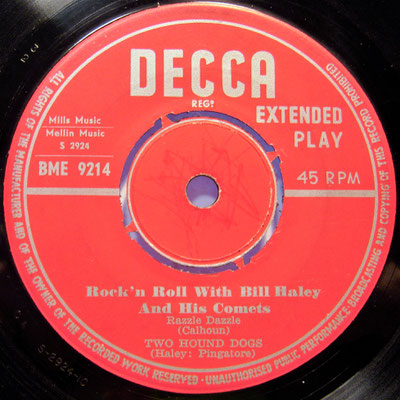 DECCA
REGD
EXTENDED
PLAY
Mills Music
Mellin Music
S 2924
BME 9214
45 RPM
Rock'n Roll With Bill Haley
And His Comets
Razzle Dazzle
(Calhoun)
TWO HOUND DOGS
(Haley: Pingatore)
ALL RIGHTS OF THE MANUFACTURER AND OF THE OWNER OF THE RECORDED WORK RESERVED · UNAUTHORISED PUBLIC PERFORMANCE, BROADCASTING AND COPYING OF THIS RECORD PROHIBITED